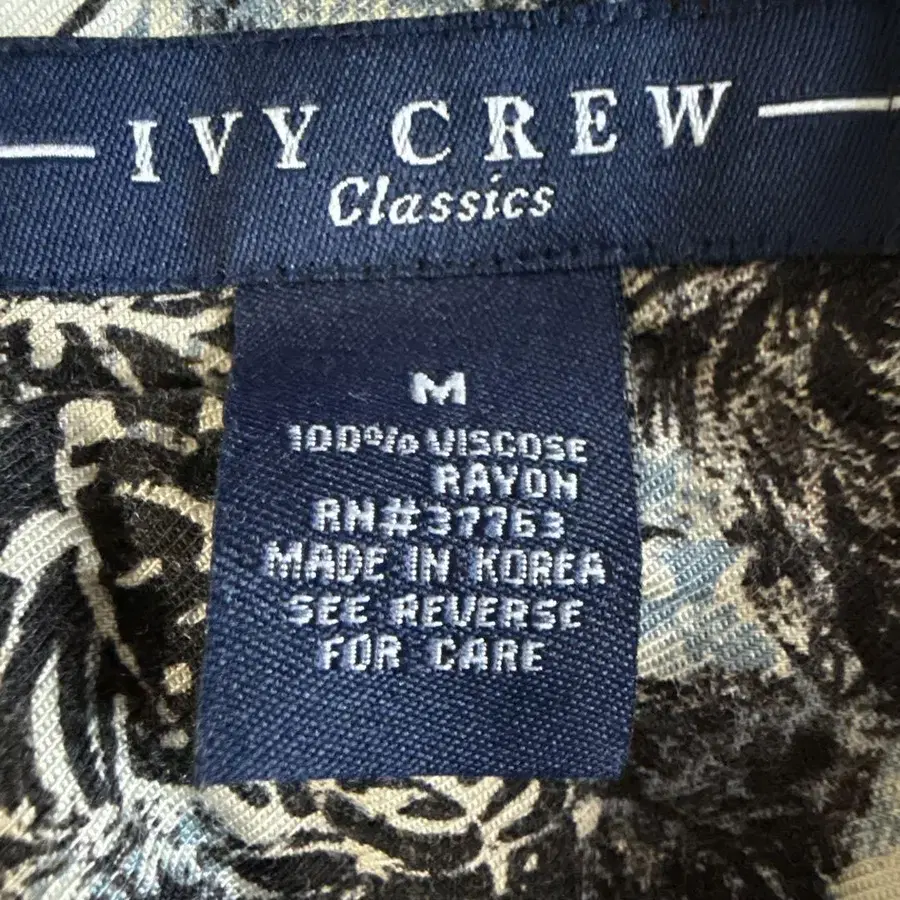 IVY CREW
Classics
M
100% VISCOSE
RAYON
RN#37763
MADE IN KOREA
SEE REVERSE
FOR CARE